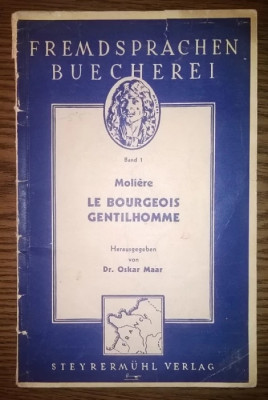 FREMDSPRACHEN
BUECHEREI
Band 1
Molière
LE BOURGEOIS
GENTILHOMME
Herausgegeben
von
Dr. Oskar Maar
STEYRERMÜHL VERLAG